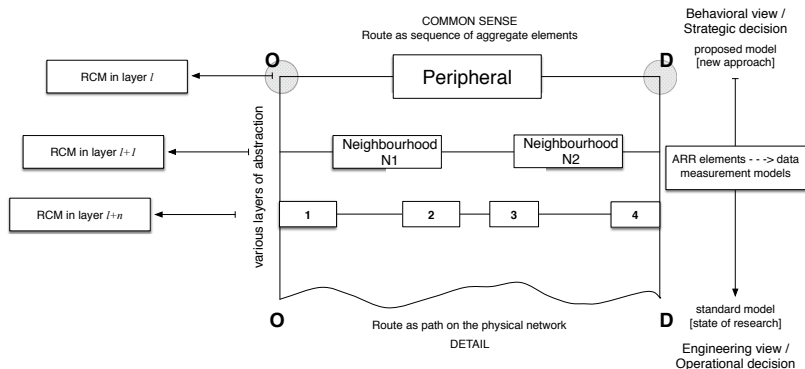 COMMON SENSE
Route as sequence of aggregate elements
Behavioral view /
Strategic decision
proposed model
[new approach]
O
D
RCM in layer l
Peripheral
RCM in layer l+1
Neighbourhood
N1
Neighbourhood
N2
various layers of abstraction
ARR elements - - -> data
measurement models
RCM in layer l+n
1
2
3
4
O
D
Route as path on the physical network
DETAIL
standard model
[state of research]
Engineering view /
Operational decision